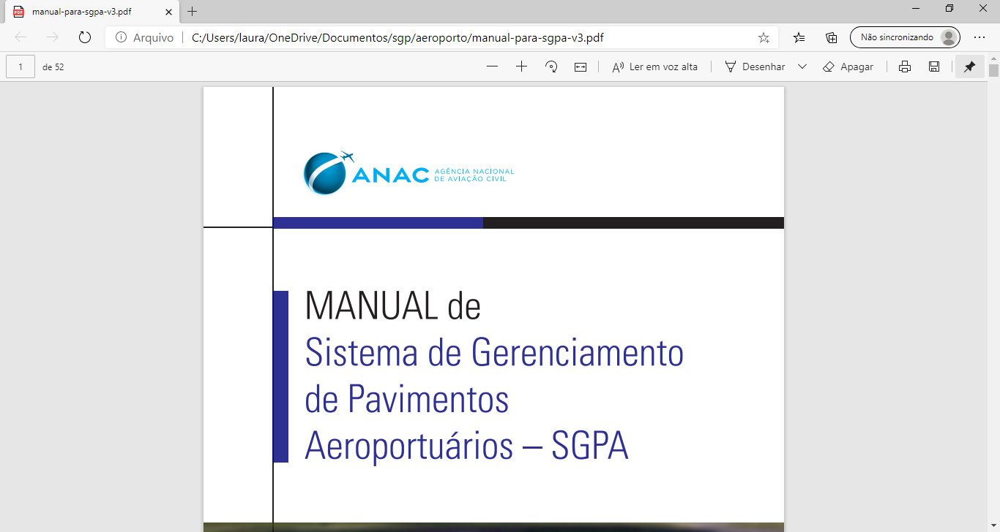 manual-para-sgpa-v3.pdf
Arquivo C:/Users/laura/OneDrive/Documentos/sgp/aeroporto/manual-para-sgpa-v3.pdf
Não sincronizando
1 de 52
Ler em voz alta
Desenhar
Apagar
ANAC
AGÊNCIA NACIONAL
DE AVIAÇÃO CIVIL
MANUAL de
Sistema de Gerenciamento
de Pavimentos
Aeroportuários – SGPA